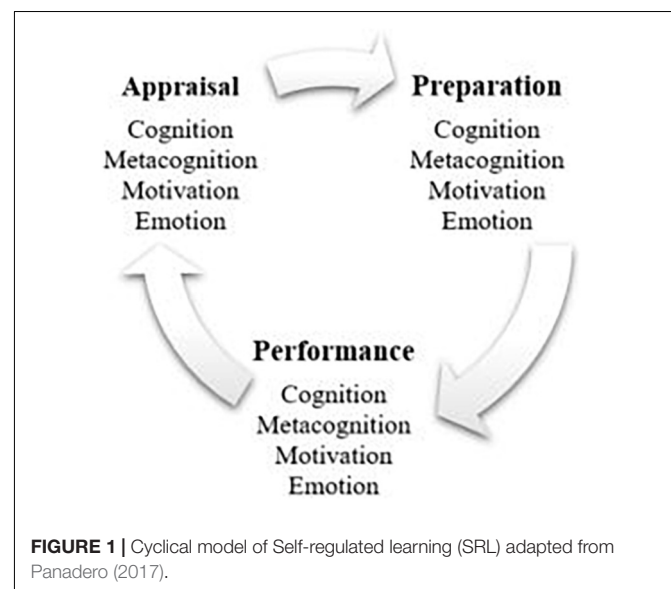 Appraisal
Cognition
Metacognition
Motivation
Emotion
Preparation
Cognition
Metacognition
Motivation
Emotion
Performance
Cognition
Metacognition
Motivation
Emotion
FIGURE 1 | Cyclical model of Self-regulated learning (SRL) adapted from
Panadero (2017).